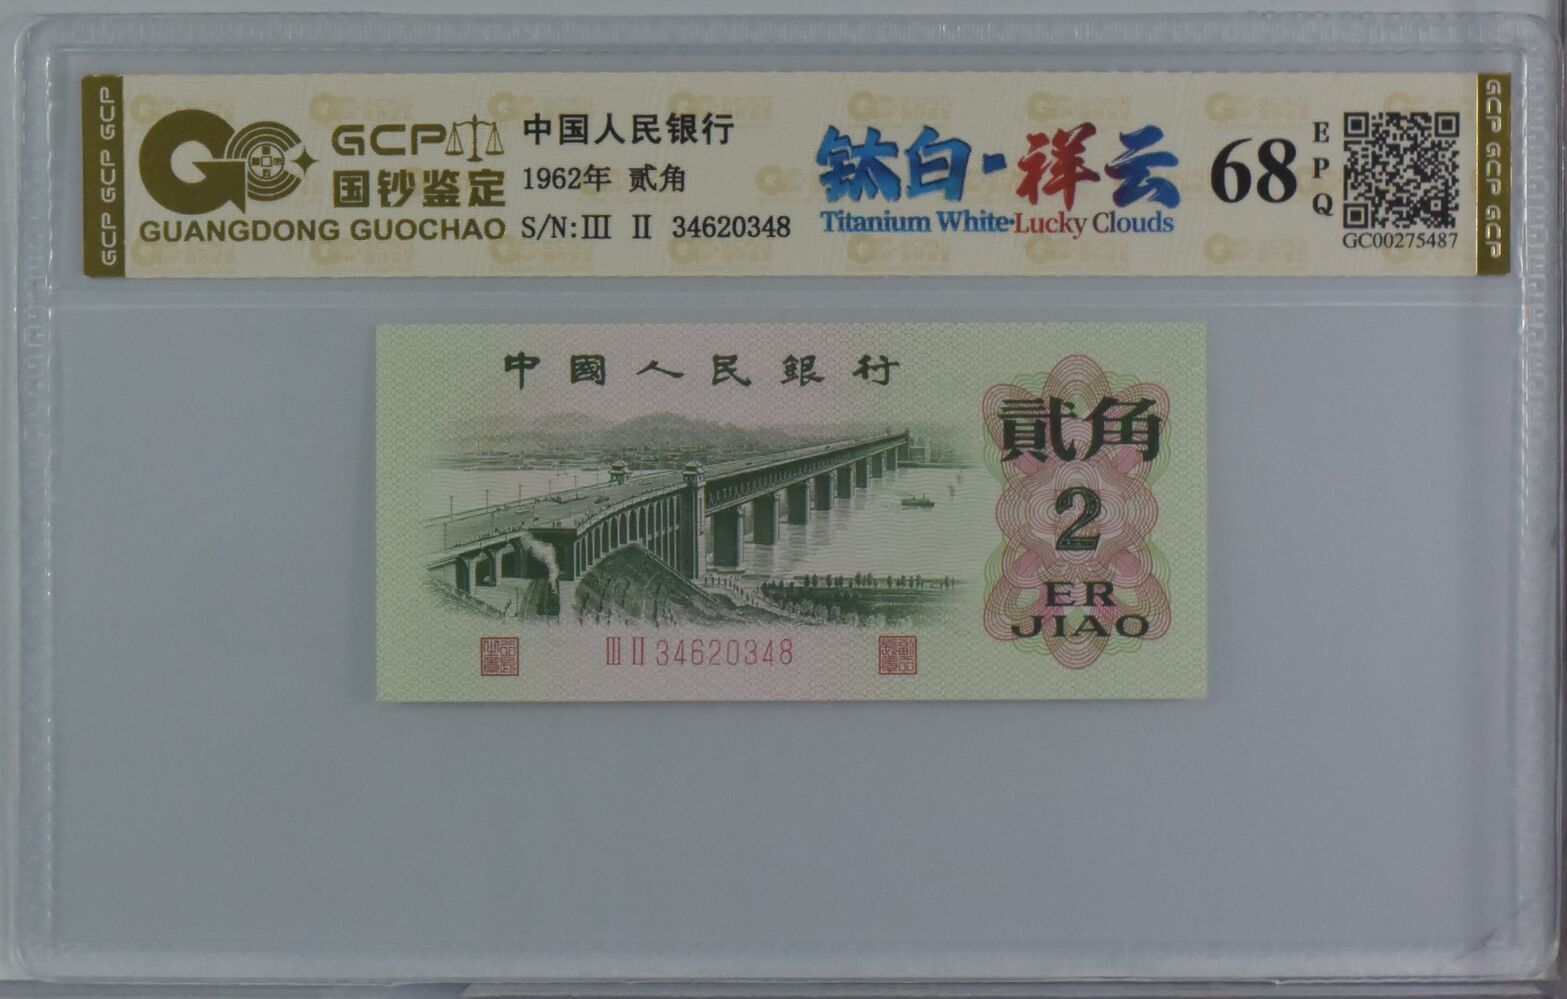 GCP GCP GCP
GCP
国钞鉴定
GUANGDONG GUOCHAO
中国人民银行
1962年 贰角
S/N: III II 34620348
钛白·祥云
Titanium White·Lucky Clouds
68
EPQ
GC00275487
GCP GCP GCP
中國人民銀行
貳角
2
ER
JIAO
III II 34620348